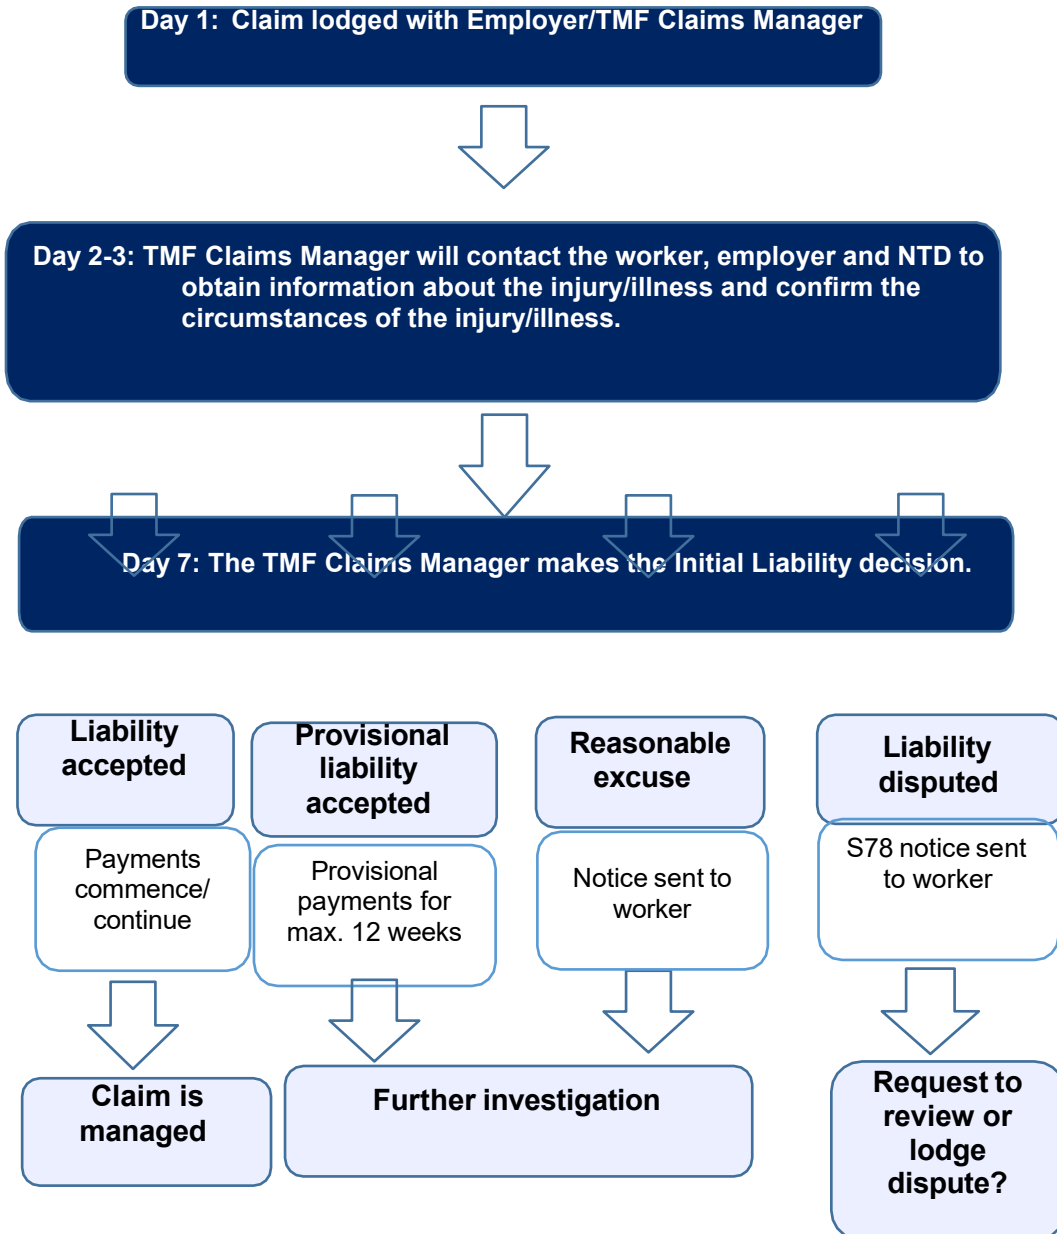 Day 1: Claim lodged with Employer/TMF Claims Manager
Day 2-3: TMF Claims Manager will contact the worker, employer and NTD to
obtain information about the injury/illness and confirm the
circumstances of the injury/illness.
Day 7: The TMF Claims Manager makes the Initial Liability decision.
Liability
accepted
Payments
commence/
continue
Claim is
managed
Provisional
liability
accepted
Provisional
payments for
max. 12 weeks
Reasonable
excuse
Notice sent to
worker
Further investigation
Liability
disputed
S78 notice sent
to worker
Request to
review or
lodge
dispute?